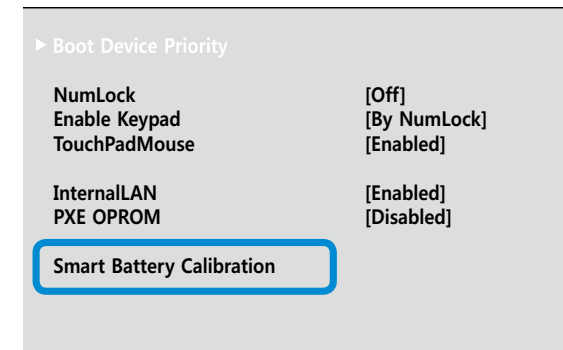 ▶ Boot Device Priority
NumLock [Off]
Enable Keypad [By NumLock]
TouchPadMouse [Enabled]
InternalLAN [Enabled]
PXE OPROM [Disabled]
Smart Battery Calibration